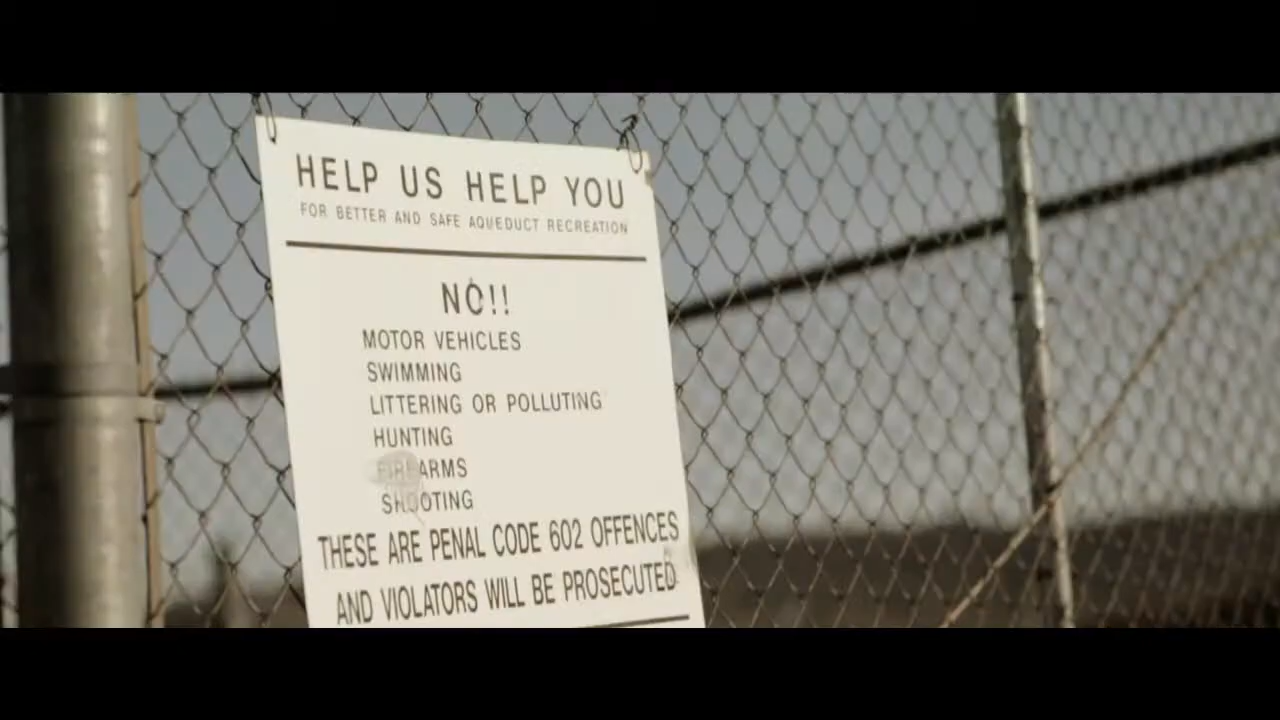 HELP US HELP YOU
FOR BETTER AND SAFE AQUEDUCT RECREATION
NO!!
MOTOR VEHICLES
SWIMMING
LITTERING OR POLLUTING
HUNTING
FIREARMS
SHOOTING
THESE ARE PENAL CODE 602 OFFENCES
AND VIOLATORS WILL BE PROSECUTED